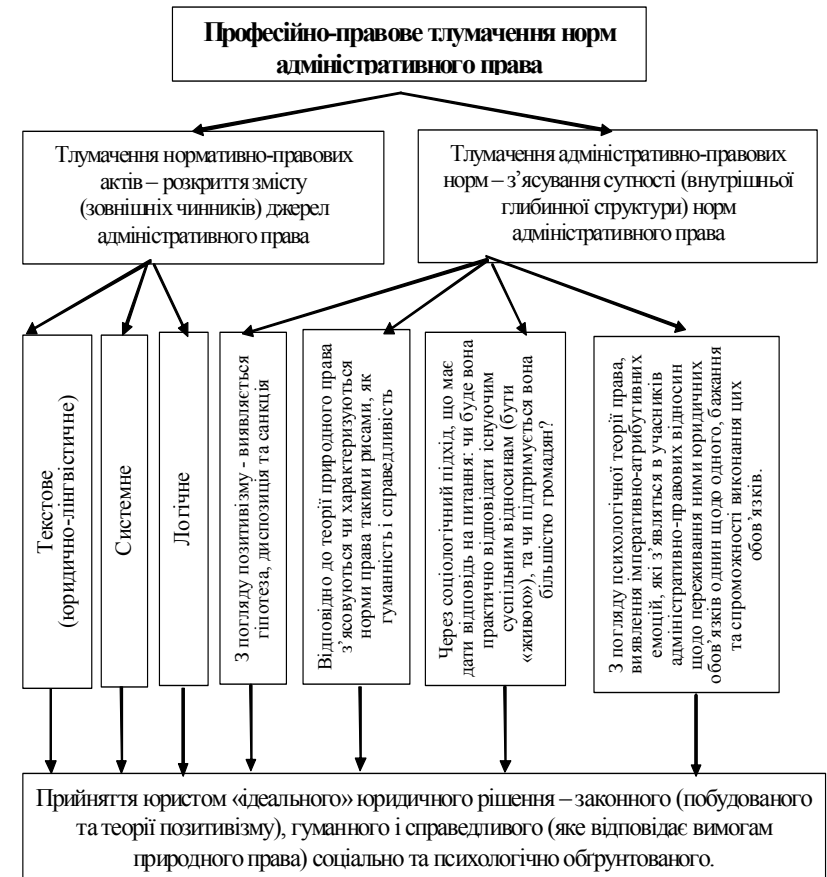 Професійно-правове тлумачення норм
адміністративного права
Тлумачення нормативно-правових
актів – розкриття змісту
(зовнішніх чинників) джерел
адміністративного права
Тлумачення адміністративно-правових
норм – з’ясування сутності (внутрішньої
глибинної структури) норм
адміністративного права
Текстове
(юридично-лінгвістичне)
Системне
Логічне
З погляду позитивізму - виявляється
гіпотеза, диспозиція та санкція
Відповідно до теорії природного права
з’ясовуються чи характеризуються
норми права такими рисами, як
гуманність і справедливість
Через соціологічний підхід, що має
дати відповідь на питання: чи буде вона
практично відповідати існуючим
суспільним відносинам (бути
«живою»), та чи підтримується вона
більшістю громадян?
З погляду психологічної теорії права,
виявлення імперативно-атрибутивних
емоцій, які з’являться в учасників
адміністративно-правових відносин
щодо переживання ними юридичних
обов’язків однин щодо одного, бажання
та спроможності виконання цих
обов’язків.
Прийняття юристом «ідеального» юридичного рішення – законного (побудованого
та теорії позитивізму), гуманного і справедливого (яке відповідає вимогам
природного права) соціально та психологічно обґрунтованого.